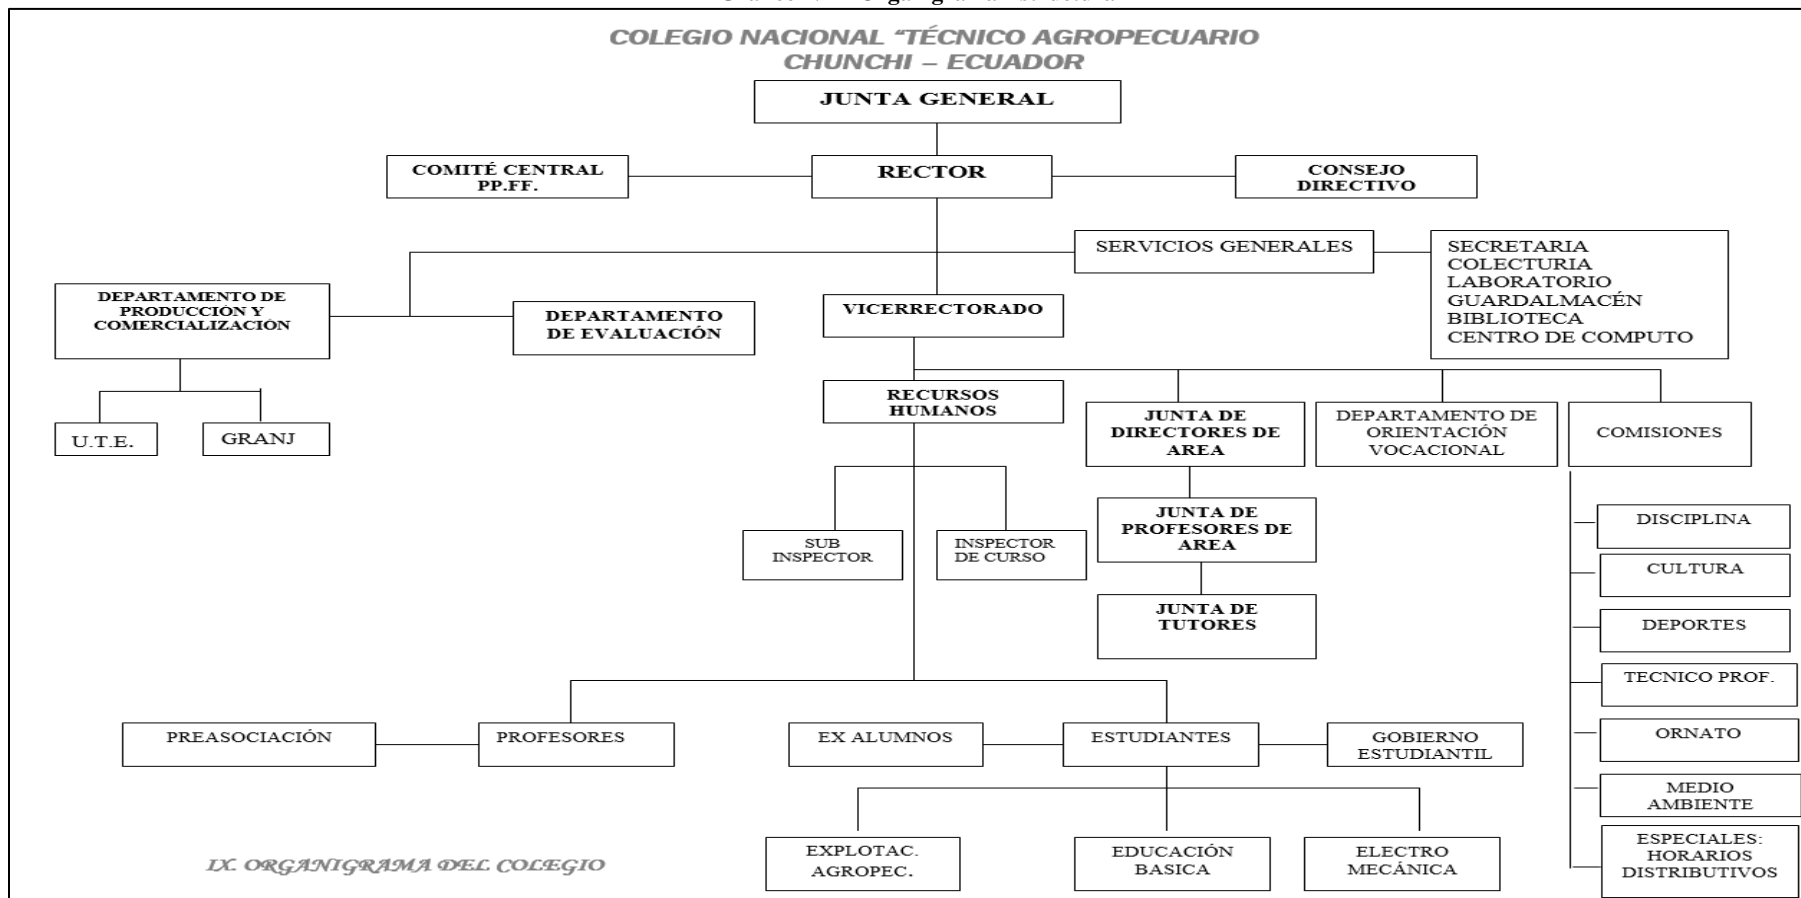 COLEGIO NACIONAL "TÉCNICO AGROPECUARIO
CHUNCHI – ECUADOR
JUNTA GENERAL
COMITÉ CENTRAL
PP.FF.
RECTOR
CONSEJO
DIRECTIVO
SERVICIOS GENERALES
SECRETARIA
COLECTURIA
LABORATORIO
GUARDALMACÉN
BIBLIOTECA
CENTRO DE COMPUTO
DEPARTAMENTO DE
PRODUCCIÓN Y
COMERCIALIZACIÓN
DEPARTAMENTO
DE EVALUACIÓN
VICERRECTORADO
U.T.E.
GRANJ
RECURSOS
HUMANOS
JUNTA DE
DIRECTORES DE
AREA
DEPARTAMENTO DE
ORIENTACIÓN
VOCACIONAL
COMISIONES
SUB
INSPECTOR
INSPECTOR
DE CURSO
JUNTA DE
PROFESORES DE
AREA
JUNTA DE
TUTORES
DISCIPLINA
CULTURA
DEPORTES
TECNICO PROF.
ORNATO
MEDIO
AMBIENTE
ESPECIALES:
HORARIOS
DISTRIBUTIVOS
PREASOCIACIÓN
PROFESORES
EX ALUMNOS
ESTUDIANTES
GOBIERNO
ESTUDIANTIL
EXPLOTAC.
AGROPEC.
EDUCACIÓN
BASICA
ELECTRO
MECÁNICA
IX. ORGANIGRAMA DEL COLEGIO